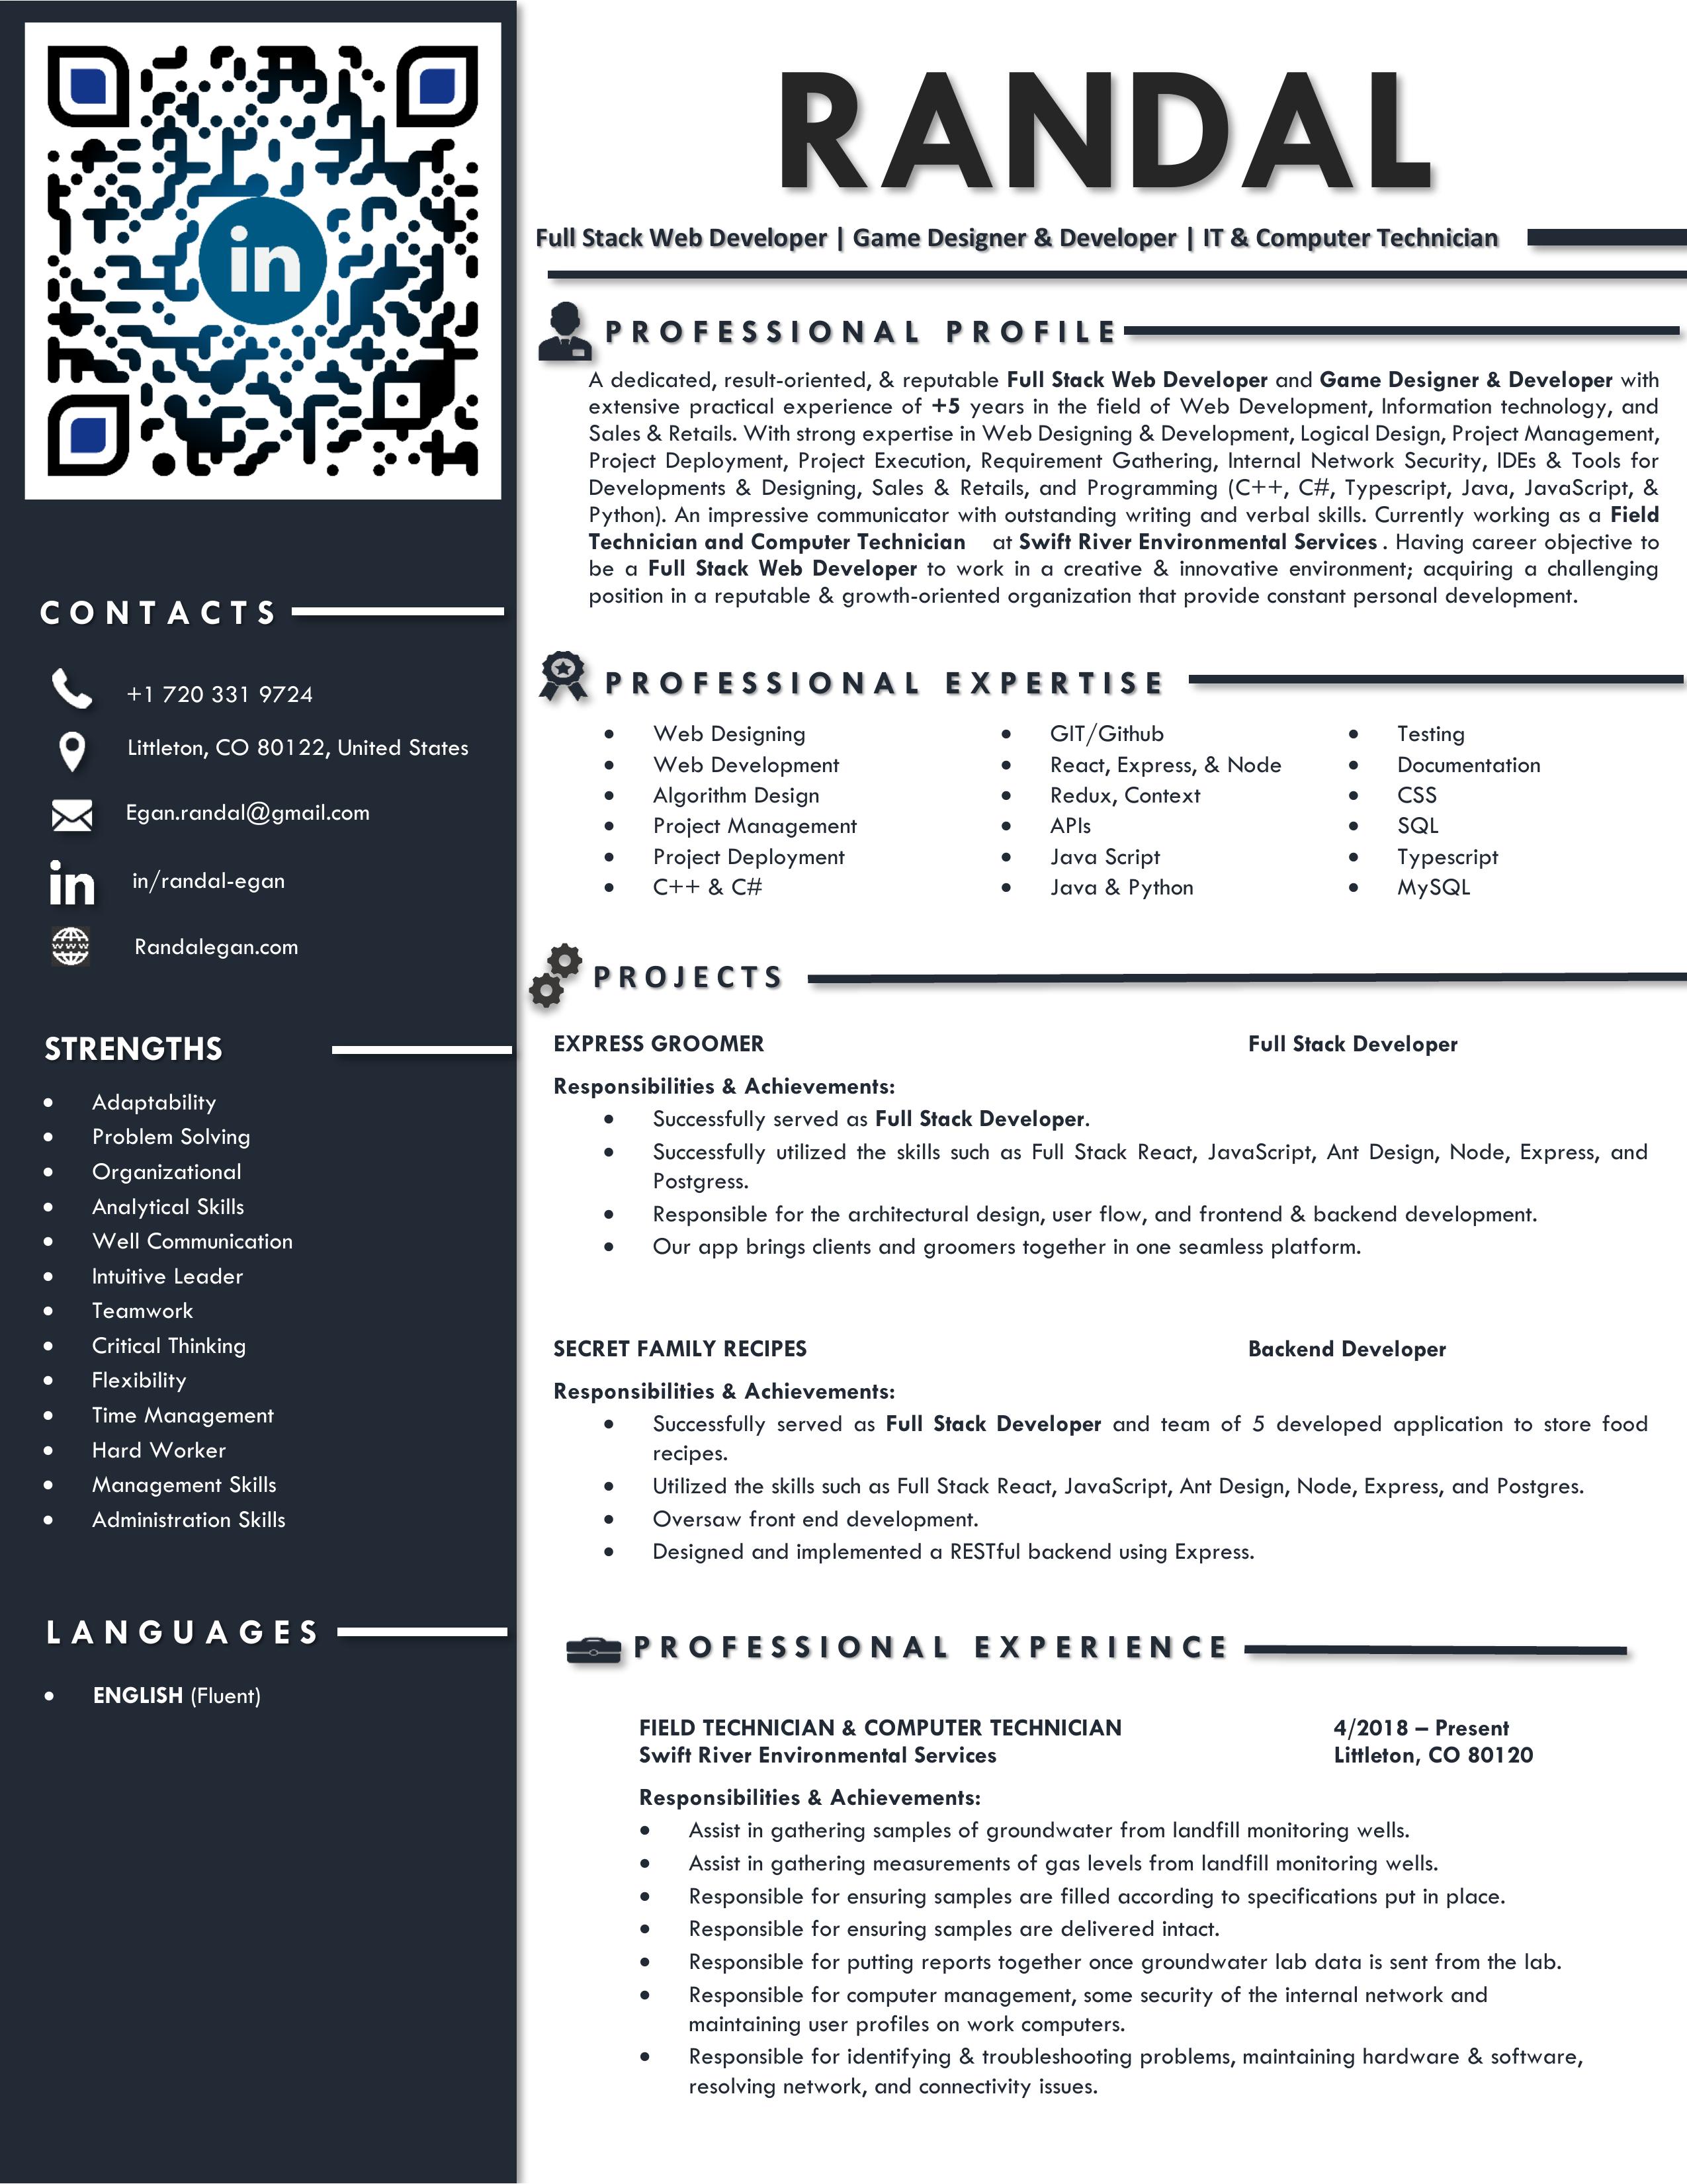 in
RANDAL
Full Stack Web Developer | Game Designer & Developer | IT & Computer Technician
CONTACTS
+1 720 331 9724
Littleton, CO 80122, United States
Egan.randal@gmail.com
in
in/randal-egan
www
Randalegan.com
STRENGTHS
• Adaptability
• Problem Solving
• Organizational
• Analytical Skills
• Well Communication
• Intuitive Leader
• Teamwork
• Critical Thinking
• Flexibility
• Time Management
• Hard Worker
• Management Skills
• Administration Skills
LANGUAGES
• ENGLISH (Fluent)
PROFESSIONAL PROFILE
A dedicated, result-oriented, & reputable Full Stack Web Developer and Game Designer & Developer with
extensive practical experience of +5 years in the field of Web Development, Information technology, and
Sales & Retails. With strong expertise in Web Designing & Development, Logical Design, Project Management,
Project Deployment, Project Execution, Requirement Gathering, Internal Network Security, IDEs & Tools for
Developments & Designing, Sales & Retails, and Programming (C++, C#, Typescript, Java, JavaScript, &
Python). An impressive communicator with outstanding writing and verbal skills. Currently working as a Field
Technician and Computer Technician at Swift River Environmental Services . Having career objective to
be a Full Stack Web Developer to work in a creative & innovative environment; acquiring a challenging
position in a reputable & growth-oriented organization that provide constant personal development.
PROFESSIONAL EXPERTISE
• Web Designing
• Web Development
• Algorithm Design
• Project Management
• Project Deployment
• C++ & C#
• GIT/Github
• React, Express, & Node
• Redux, Context
• APIs
• Java Script
• Java & Python
• Testing
• Documentation
• CSS
• SQL
• Typescript
• MySQL
PROJECTS
EXPRESS GROOMER Full Stack Developer
Responsibilities & Achievements:
• Successfully served as Full Stack Developer.
• Successfully utilized the skills such as Full Stack React, JavaScript, Ant Design, Node, Express, and
Postgress.
• Responsible for the architectural design, user flow, and frontend & backend development.
• Our app brings clients and groomers together in one seamless platform.
SECRET FAMILY RECIPES Backend Developer
Responsibilities & Achievements:
• Successfully served as Full Stack Developer and team of 5 developed application to store food
recipes.
• Utilized the skills such as Full Stack React, JavaScript, Ant Design, Node, Express, and Postgres.
• Oversaw front end development.
• Designed and implemented a RESTful backend using Express.
PROFESSIONAL EXPERIENCE
FIELD TECHNICIAN & COMPUTER TECHNICIAN 4/2018 – Present
Swift River Environmental Services Littleton, CO 80120
Responsibilities & Achievements:
• Assist in gathering samples of groundwater from landfill monitoring wells.
• Assist in gathering measurements of gas levels from landfill monitoring wells.
• Responsible for ensuring samples are filled according to specifications put in place.
• Responsible for ensuring samples are delivered intact.
• Responsible for putting reports together once groundwater lab data is sent from the lab.
• Responsible for computer management, some security of the internal network and
maintaining user profiles on work computers.
• Responsible for identifying & troubleshooting problems, maintaining hardware & software,
resolving network, and connectivity issues.